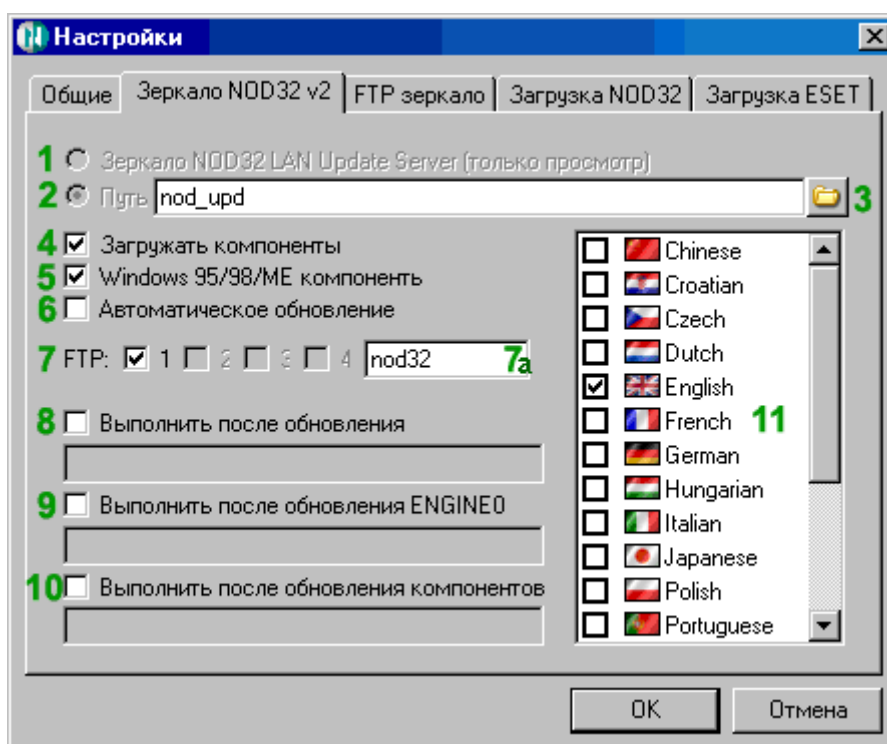 Настройки
Общие Зеркало NOD32 v2 FTP зеркало Загрузка NOD32 Загрузка ESET
1 Зеркало NOD32 LAN Update Server (только просмотр)
2 Путь nod_upd 3
4 Загружать компоненты
5 Windows 95/98/ME компоненть
6 Автоматическое обновление
7 FTP: 1 2 3 4 nod32 7а
8 Выполнить после обновления
9 Выполнить после обновления ENGINE0
10 Выполнить после обновления компонентов
Chinese
Croatian
Czech
Dutch
English
French 11
German
Hungarian
Italian
Japanese
Polish
Portuguese
OK Отмена